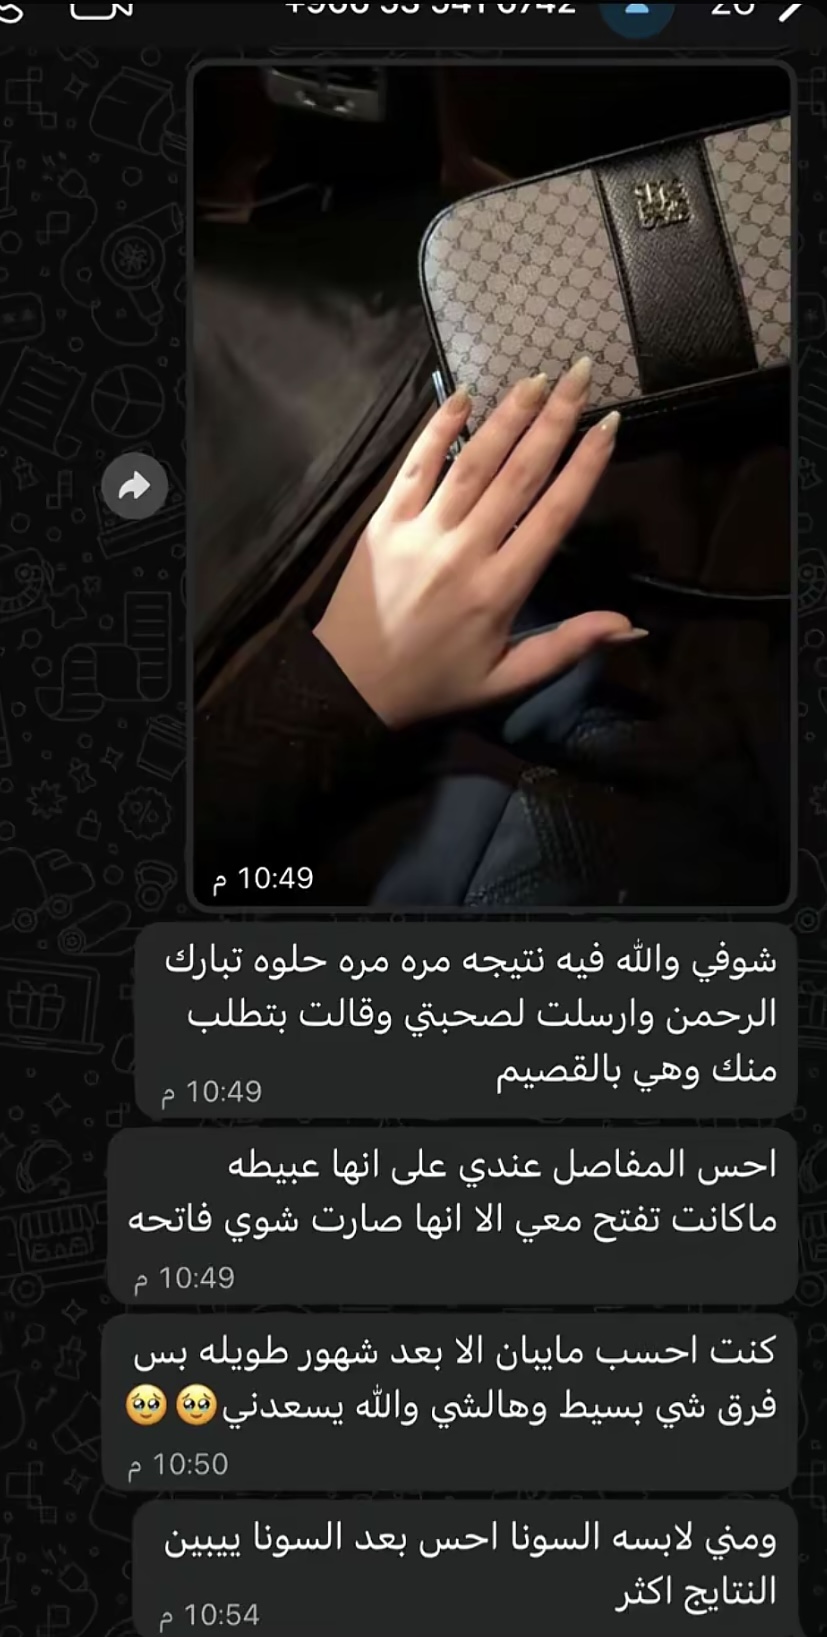 10:49 م
شوفي والله فيه نتيجه مره مره حلوه تبارك
الرحمن وارسلت لصحبتي وقالت بتطلب
منك وهي بالقصيم
10:49 م
احس المفاصل عندي على انها عبيطه
ماكانت تفتح معي الا انها صارت شوي فاتحه
10:49 م
كنت احسب مايبان الا بعد شهور طويله بس
فرق شي بسيط وهالشي والله يسعدني🥹🥹
10:50 م
ومني لابسه السونا احس بعد السونا ييبين
النتايج اكثر
10:54 م